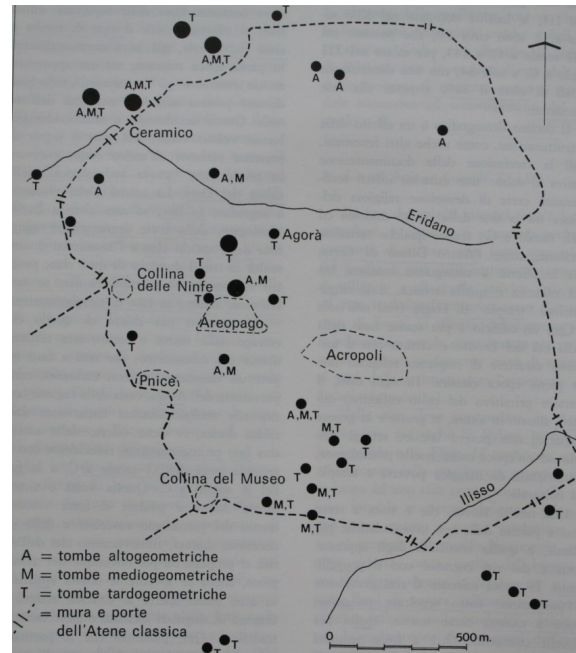 T
T
A,M,T
A,M,T
A,M,T
A
A
A
Ceramico
T
A
A,M
T
Eridano
T
Agorà
T
T
Collina
delle Ninfe
A,M
T
T
Areopago
T
Acropoli
A,M
Pnice
A,M,T
M,T
T
T
T
T
Collina del Museo
M,T
M,T
M,T
Ilisso
T
T
T
T
T
A = tombe altogeometriche
M = tombe mediogeometriche
T = tombe tardogeometriche
= mura e porte
dell'Atene classica
T
T
0 500 m.